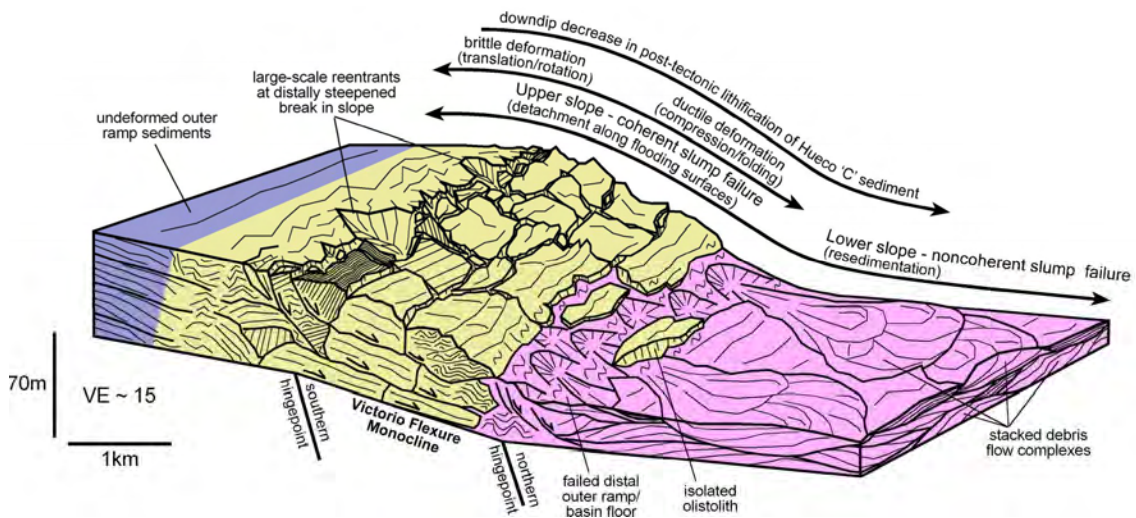 downdip decrease in post-tectonic lithification of Hueco 'C' sediment
brittle deformation
(translation/rotation)
ductile deformation
(compression/folding)
Upper slope - coherent slump failure
(detachment along flooding surfaces)
Lower slope - noncoherent slump failure
(resedimentation)
large-scale reentrants
at distally steepened
break in slope
undeformed outer
ramp sediments
70m
VE ~ 15
1km
southern
hingepoint
Victorio Flexure
Monocline
northern
hingepoint
failed distal
outer ramp/
basin floor
isolated
olistolith
stacked debris
flow complexes